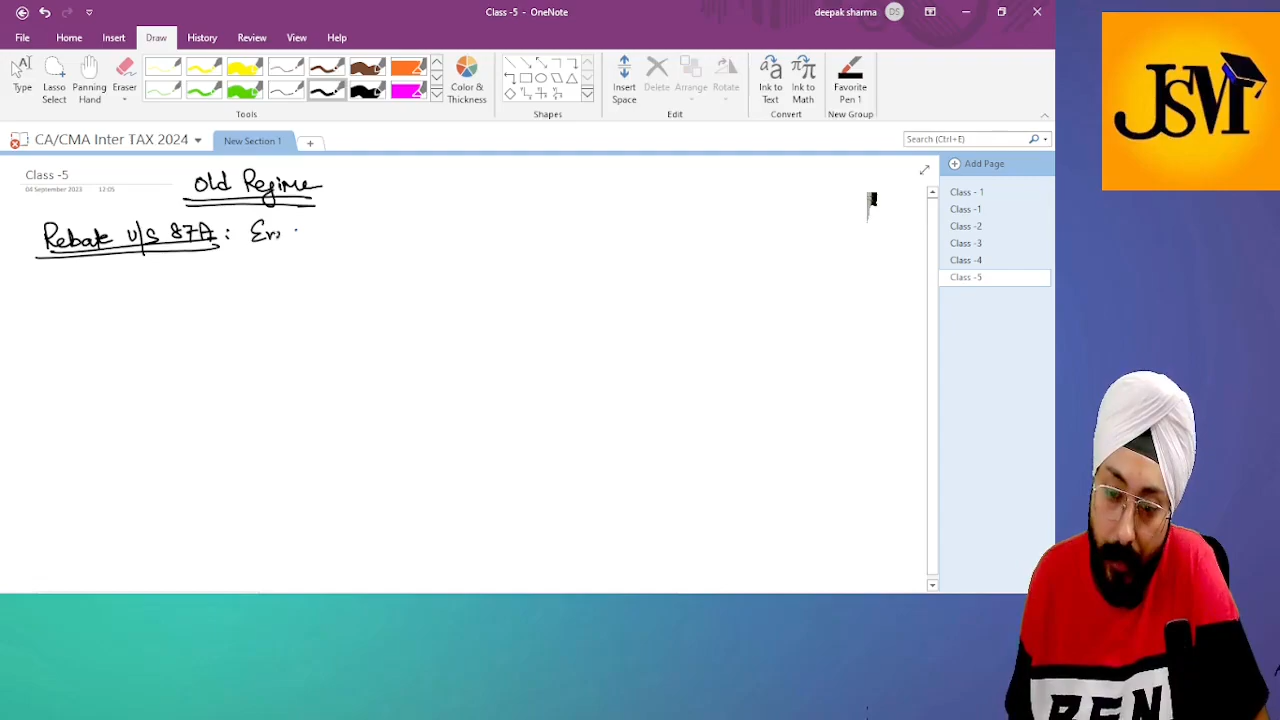 Class -5 - OneNote
deepak sharma DS
File Home Insert Draw History Review View Help
Type
Lasso Select
Panning Hand
Eraser
Color & Thickness
Insert Space
Delete
Arrange
Rotate
Ink to Text
Ink to Math
Favorite Pen 1
Tools
Shapes
Edit
Convert
New Group
CA/CMA Inter TAX 2024
New Section 1
+
Search (Ctrl+E)
Add Page
Class - 1
Class -1
Class -2
Class -3
Class -4
Class -5
Class -5
04 September 2023 12:05
Old Regime
Rebate u/s 87A :
JSM